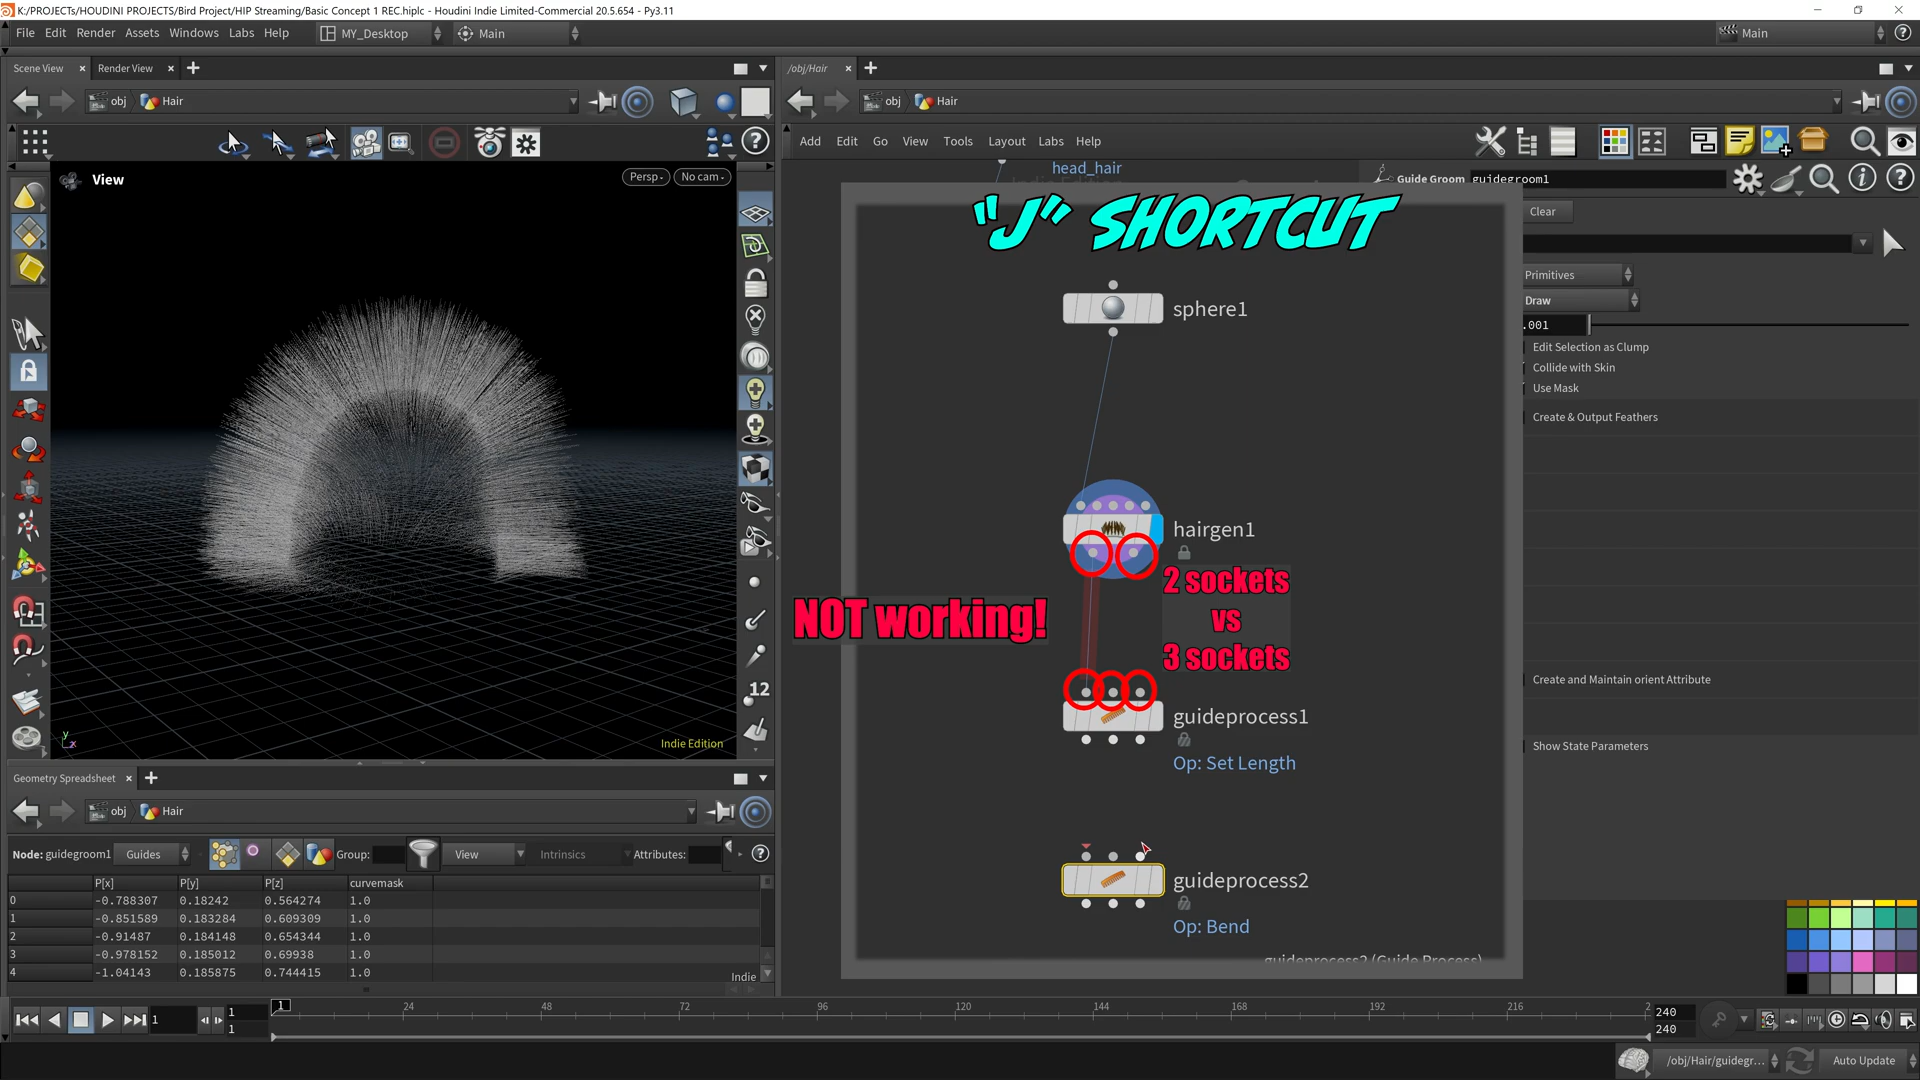 K:/PROJECTs/HOUDINI PROJECTS/Bird Project/HIP Streaming/Basic Concept 1 REC.hiplc - Houdini Indie Limited-Commercial 20.5.654 - Py3.11
File Edit Render Assets Windows Labs Help MY_Desktop Main Main
Scene View Render View /obj/Hair
obj Hair obj Hair
Add Edit Go View Tools Layout Labs Help
View Persp No cam
head_hair
Guide Groom guidegroom1
"J" SHORTCUT
Clear
Primitives
Draw
.001
Edit Selection as Clump
Collide with Skin
Use Mask
Create & Output Feathers
sphere1
hairgen1
2 sockets
vs
3 sockets
NOT working!
Create and Maintain orient Attribute
guideprocess1
Op: Set Length
Show State Parameters
12
y
x
Indie Edition
guideprocess2
Op: Bend
guideprocess2 (Guide Process)
Geometry Spreadsheet
obj Hair
Node: guidegroom1 Guides Group: View Intrinsics Attributes:
P[x] P[y] P[z] curvemask
0 -0.788307 0.18242 0.564274 1.0
1 -0.851589 0.183284 0.609309 1.0
2 -0.91487 0.184148 0.654344 1.0
3 -0.978152 0.185012 0.69938 1.0
4 -1.04143 0.185875 0.744415 1.0
Indie
1 1 1 1 24 48 72 96 120 144 168 192 216 2 240 240
/obj/Hair/guidegr... Auto Update